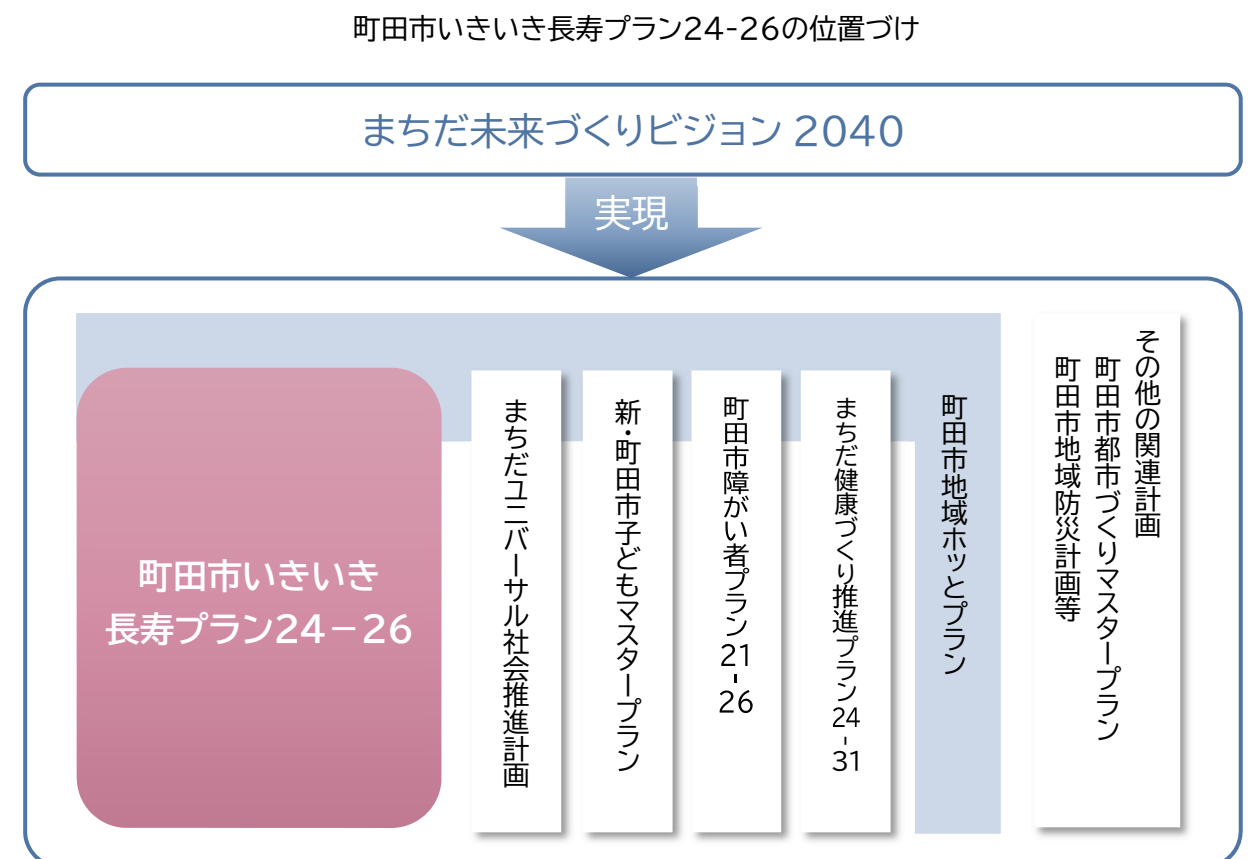 町田市いきいき長寿プラン24-26の位置づけ
まちだ未来づくりビジョン 2040
実現
町田市いきいき
長寿プラン24－26
まちだユニバーサル社会推進計画
新・町田市子どもマスタープラン
町田市障がい者プラン21-26
まちだ健康づくり推進プラン24-31
町田市地域ホッとプラン
その他の関連計画
町田市都市づくりマスタープラン
町田市地域防災計画等